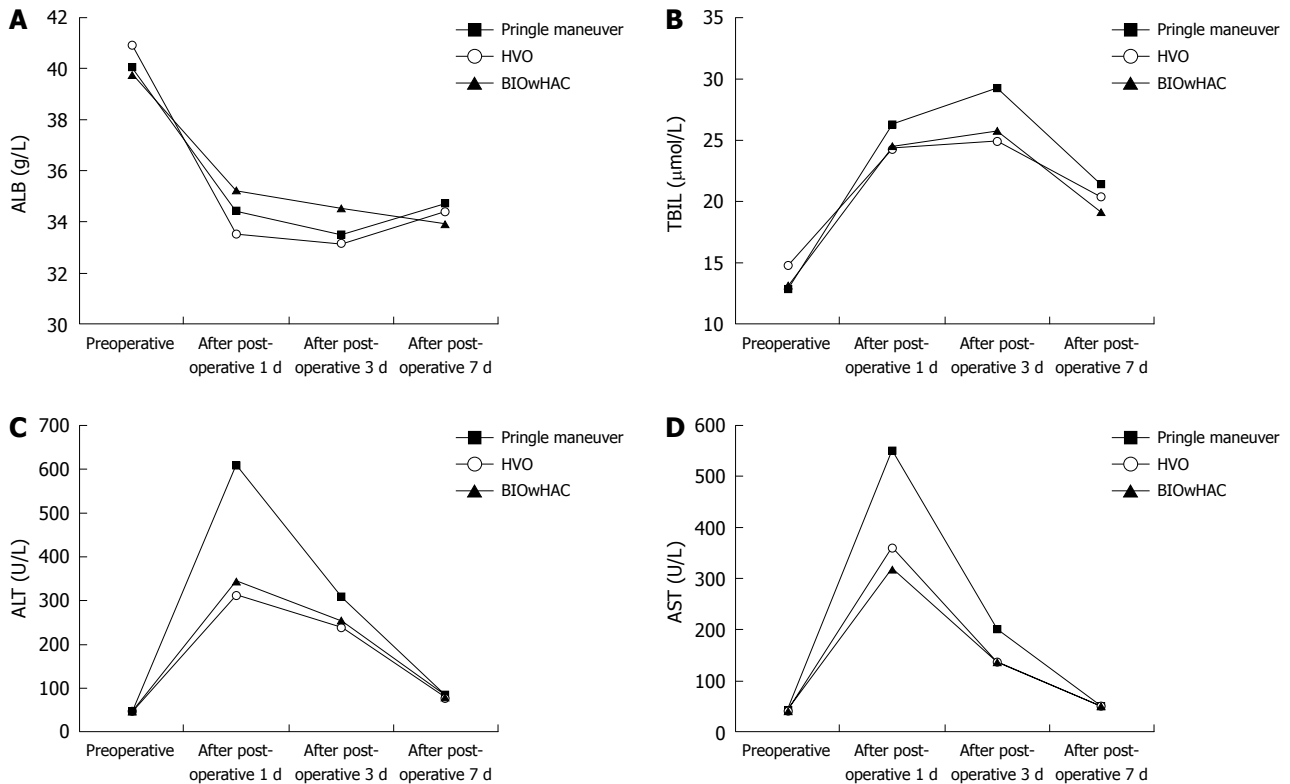 A
42
40
38
36
34
32
30
ALB (g/L)
Pringle maneuver
HVO
BIOwHAC
Preoperative
After post-
operative 1 d
After post-
operative 3 d
After post-
operative 7 d
B
35
30
25
20
15
10
TBIL (μmol/L)
Pringle maneuver
HVO
BIOwHAC
Preoperative
After post-
operative 1 d
After post-
operative 3 d
After post-
operative 7 d
C
700
600
500
400
300
200
100
0
ALT (U/L)
Pringle maneuver
HVO
BIOwHAC
Preoperative
After post-
operative 1 d
After post-
operative 3 d
After post-
operative 7 d
D
600
500
400
300
200
100
0
AST (U/L)
Pringle maneuver
HVO
BIOwHAC
Preoperative
After post-
operative 1 d
After post-
operative 3 d
After post-
operative 7 d